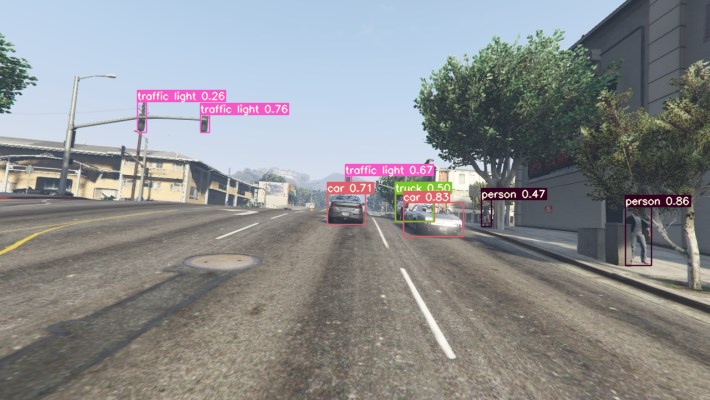 traffic light 0.26
traffic light 0.76
traffic light 0.67
car 0.71
truck 0.50
car 0.83
person 0.47
person 0.86